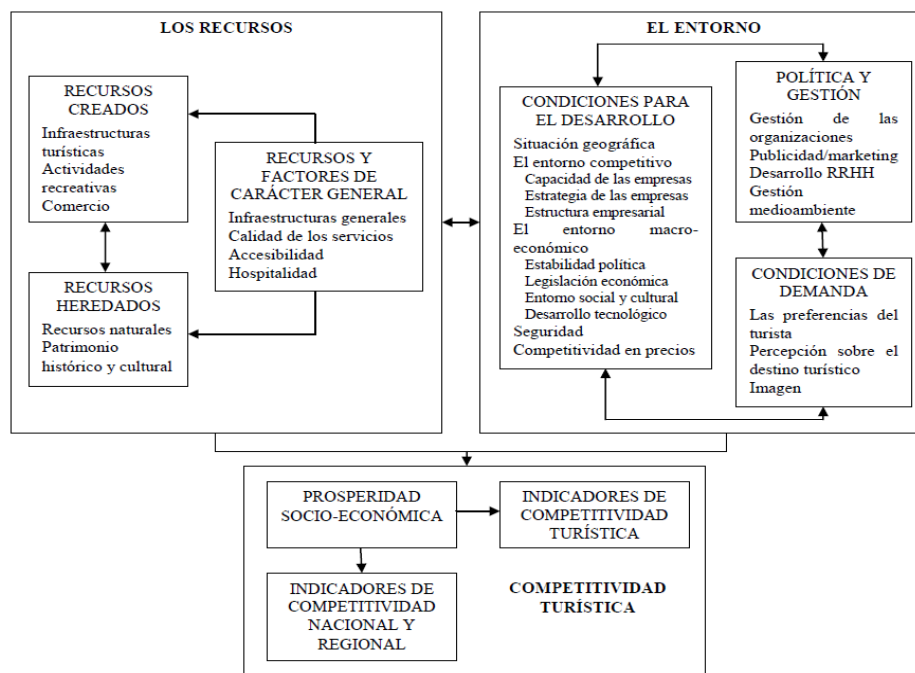 LOS RECURSOS
RECURSOS
CREADOS
Infraestructuras
turísticas
Actividades
recreativas
Comercio
RECURSOS Y
FACTORES DE
CARÁCTER GENERAL
Infraestructuras generales
Calidad de los servicios
Accesibilidad
Hospitalidad
RECURSOS
HEREDADOS
Recursos naturales
Patrimonio
histórico y cultural
EL ENTORNO
CONDICIONES PARA
EL DESARROLLO
Situación geográfica
El entorno competitivo
Capacidad de las empresas
Estrategia de las empresas
Estructura empresarial
El entorno macro-
económico
Estabilidad política
Legislación económica
Entorno social y cultural
Desarrollo tecnológico
Seguridad
Competitividad en precios
POLÍTICA Y
GESTIÓN
Gestión de las
organizaciones
Publicidad/marketing
Desarrollo RRHH
Gestión
medioambiente
CONDICIONES DE
DEMANDA
Las preferencias del
turista
Percepción sobre el
destino turístico
Imagen
PROSPERIDAD
SOCIO-ECONÓMICA
INDICADORES DE
COMPETITIVIDAD
TURÍSTICA
INDICADORES DE
COMPETITIVIDAD
NACIONAL Y
REGIONAL
COMPETITIVIDAD
TURÍSTICA